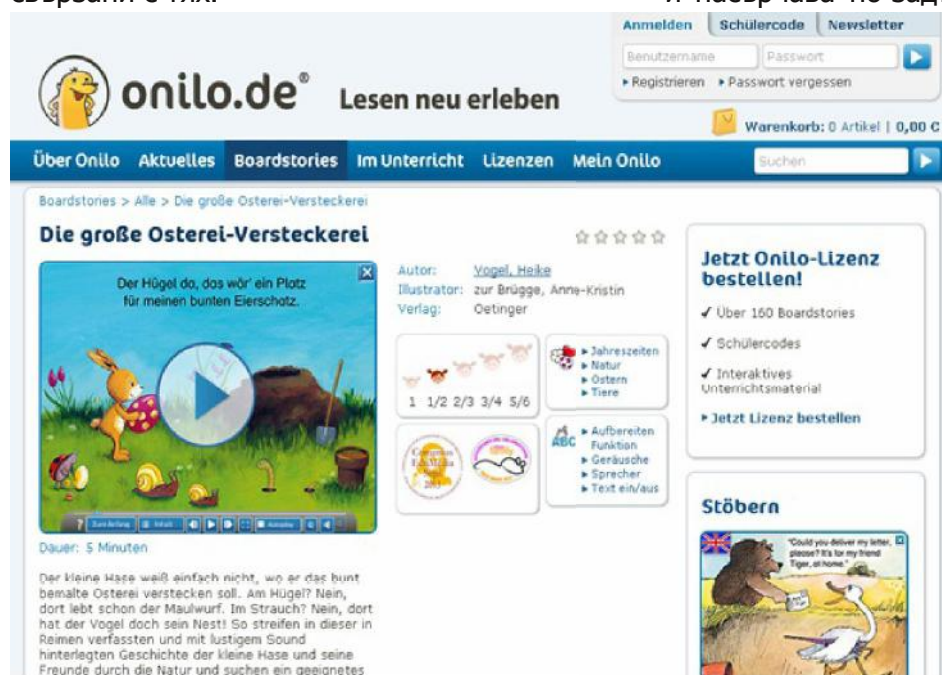 Anmelden Schülercode Newsletter
Benutzername Passwort
Registrieren Passwort vergessen
onilo.de® Lesen neu erleben
Warenkorb: 0 Artikel | 0,00 €
Über Onilo Aktuelles Boardstories Im Unterricht Lizenzen Mein Onilo Suchen
Boardstories > Alle > Die große Osterei-Versteckerei
Die große Osterei-Versteckerei
Der Hügel da, das wör' ein Platz
für meinen bunten Eierschatz.
Zum Anfang Inhalt Autoplay
Dauer: 5 Minuten
Der kleine Hase weiß einfach nicht, wo er das bunt
bemalte Osterei verstecken soll. Am Hügel? Nein,
dort lebt schon der Maulwurf. Im Strauch? Nein, dort
hat der Vogel doch sein Nest! So streifen in dieser in
Reimen verfassten und mit lustigem Sound
hinterlegten Geschichte der kleine Hase und seine
Freunde durch die Natur und suchen ein geeignetes
Autor: Vogel, Heike
Illustrator: zur Brügge, Anne-Kristin
Verlag: Oetinger
1 1/2 2/3 3/4 5/6
Jahreszeiten
Natur
Ostern
Tiere
ABC
Aufbereiten
Funktion
Geräusche
Sprecher
Text ein/aus
Jetzt Onilo-Lizenz
bestellen!
Über 160 Boardstories
Schülercodes
Interaktives
Unterrichtsmaterial
Jetzt Lizenz bestellen
Stöbern
"Could you deliver my letter,
please? It's for my friend
Tiger, at home."